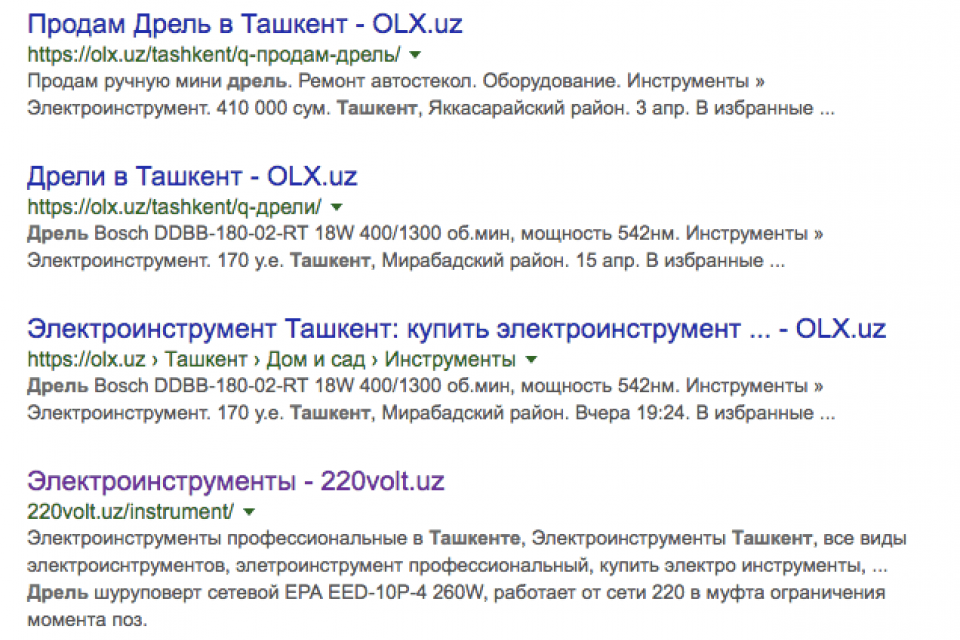 Продам Дрель в Ташкент - OLX.uz
https://olx.uz/tashkent/q-продам-дрель/
Продам ручную мини дрель. Ремонт автостекол. Оборудование. Инструменты »
Электроинструмент. 410 000 сум. Ташкент, Яккасарайский район. 3 апр. В избранные ...
Дрели в Ташкент - OLX.uz
https://olx.uz/tashkent/q-дрели/
Дрель Bosch DDBB-180-02-RT 18W 400/1300 об.мин, мощность 542нм. Инструменты »
Электроинструмент. 170 у.е. Ташкент, Мирабадский район. 15 апр. В избранные ...
Электроинструмент Ташкент: купить электроинструмент ... - OLX.uz
https://olx.uz › Ташкент › Дом и сад › Инструменты
Дрель Bosch DDBB-180-02-RT 18W 400/1300 об.мин, мощность 542нм. Инструменты »
Электроинструмент. 170 у.е. Ташкент, Мирабадский район. Вчера 19:24. В избранные ...
Электроинструменты - 220volt.uz
220volt.uz/instrument/
Электроинструменты профессиональные в Ташкенте, Электроинструменты Ташкент, все виды
электроиснтрументов, элетроинструмент профессиональный, купить электро инструменты, ...
Дрель шуруповерт сетевой EPA EED-10P-4 260W, работает от сети 220 в муфта ограничения
момента поз.